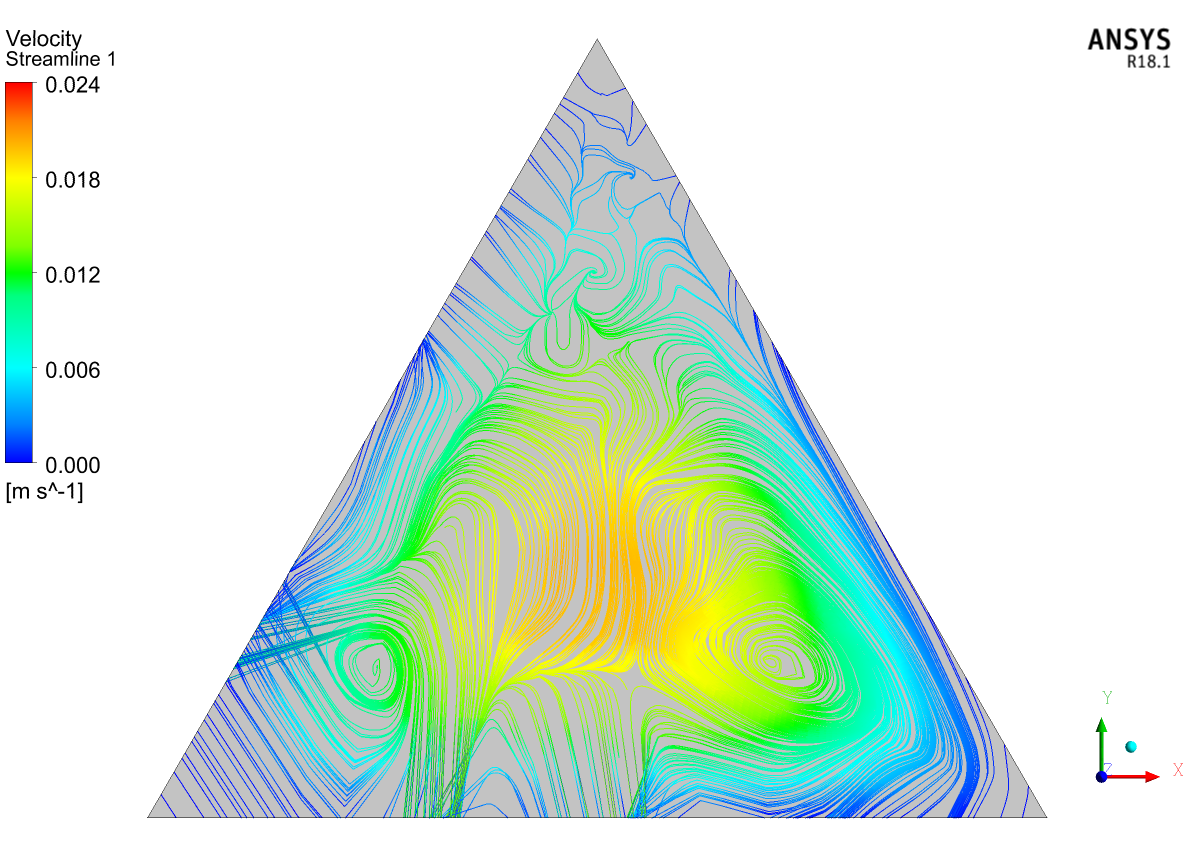 Velocity
Streamline 1
ANSYS
R18.1
0.024
0.018
0.012
0.006
0.000
[m s^-1]
Y
Z
X